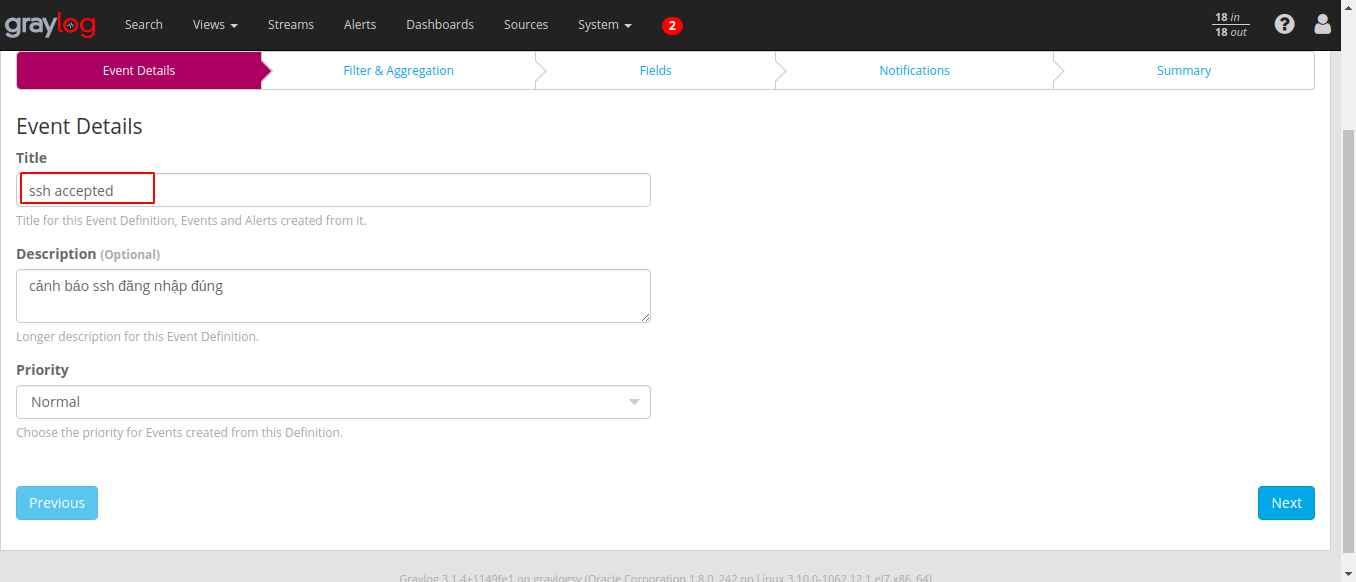 graylog Search Views Streams Alerts Dashboards Sources System 2 18 in
18 out
Event Details Filter & Aggregation Fields Notifications Summary
Event Details
Title
ssh accepted
Title for this Event Definition, Events and Alerts created from it.
Description (Optional)
cảnh báo ssh đăng nhập đúng
Longer description for this Event Definition.
Priority
Normal
Choose the priority for Events created from this Definition.
Previous Next
Graylog 3.1.4+1149fe1 on graylogsv (Oracle Corporation 1.8.0_242 on Linux 3.10.0-1062.12.1.el7.x86_64)